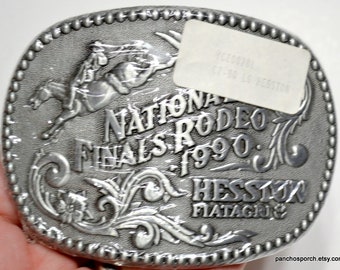 NATIONAL
FINALS RODEO
1990
HESSTON
FIATAGRI
panchosporch.etsy.com